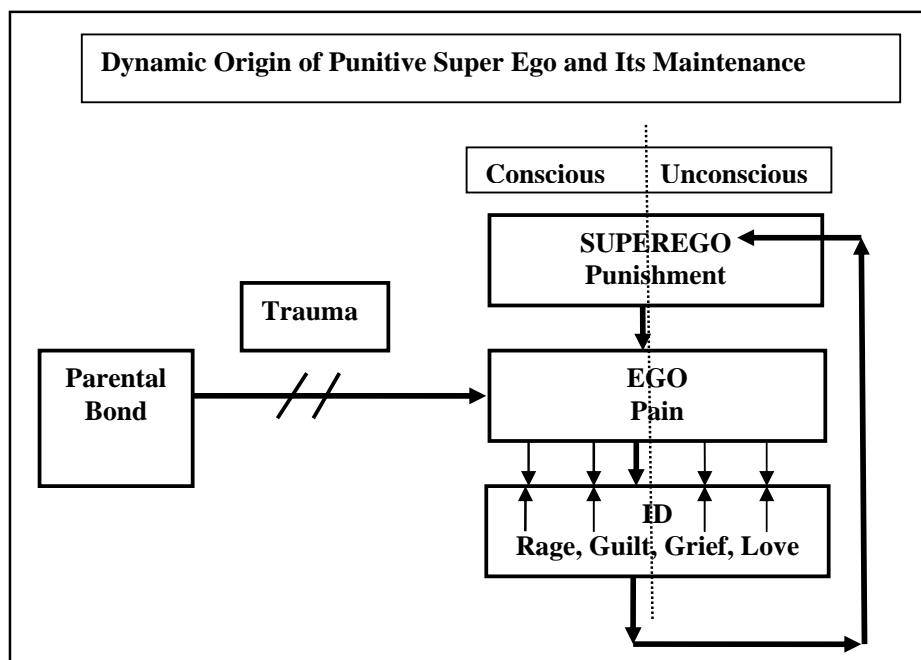 Dynamic Origin of Punitive Super Ego and Its Maintenance
Conscious Unconscious
SUPEREGO
Punishment
Trauma
Parental
Bond
EGO
Pain
ID
Rage, Guilt, Grief, Love